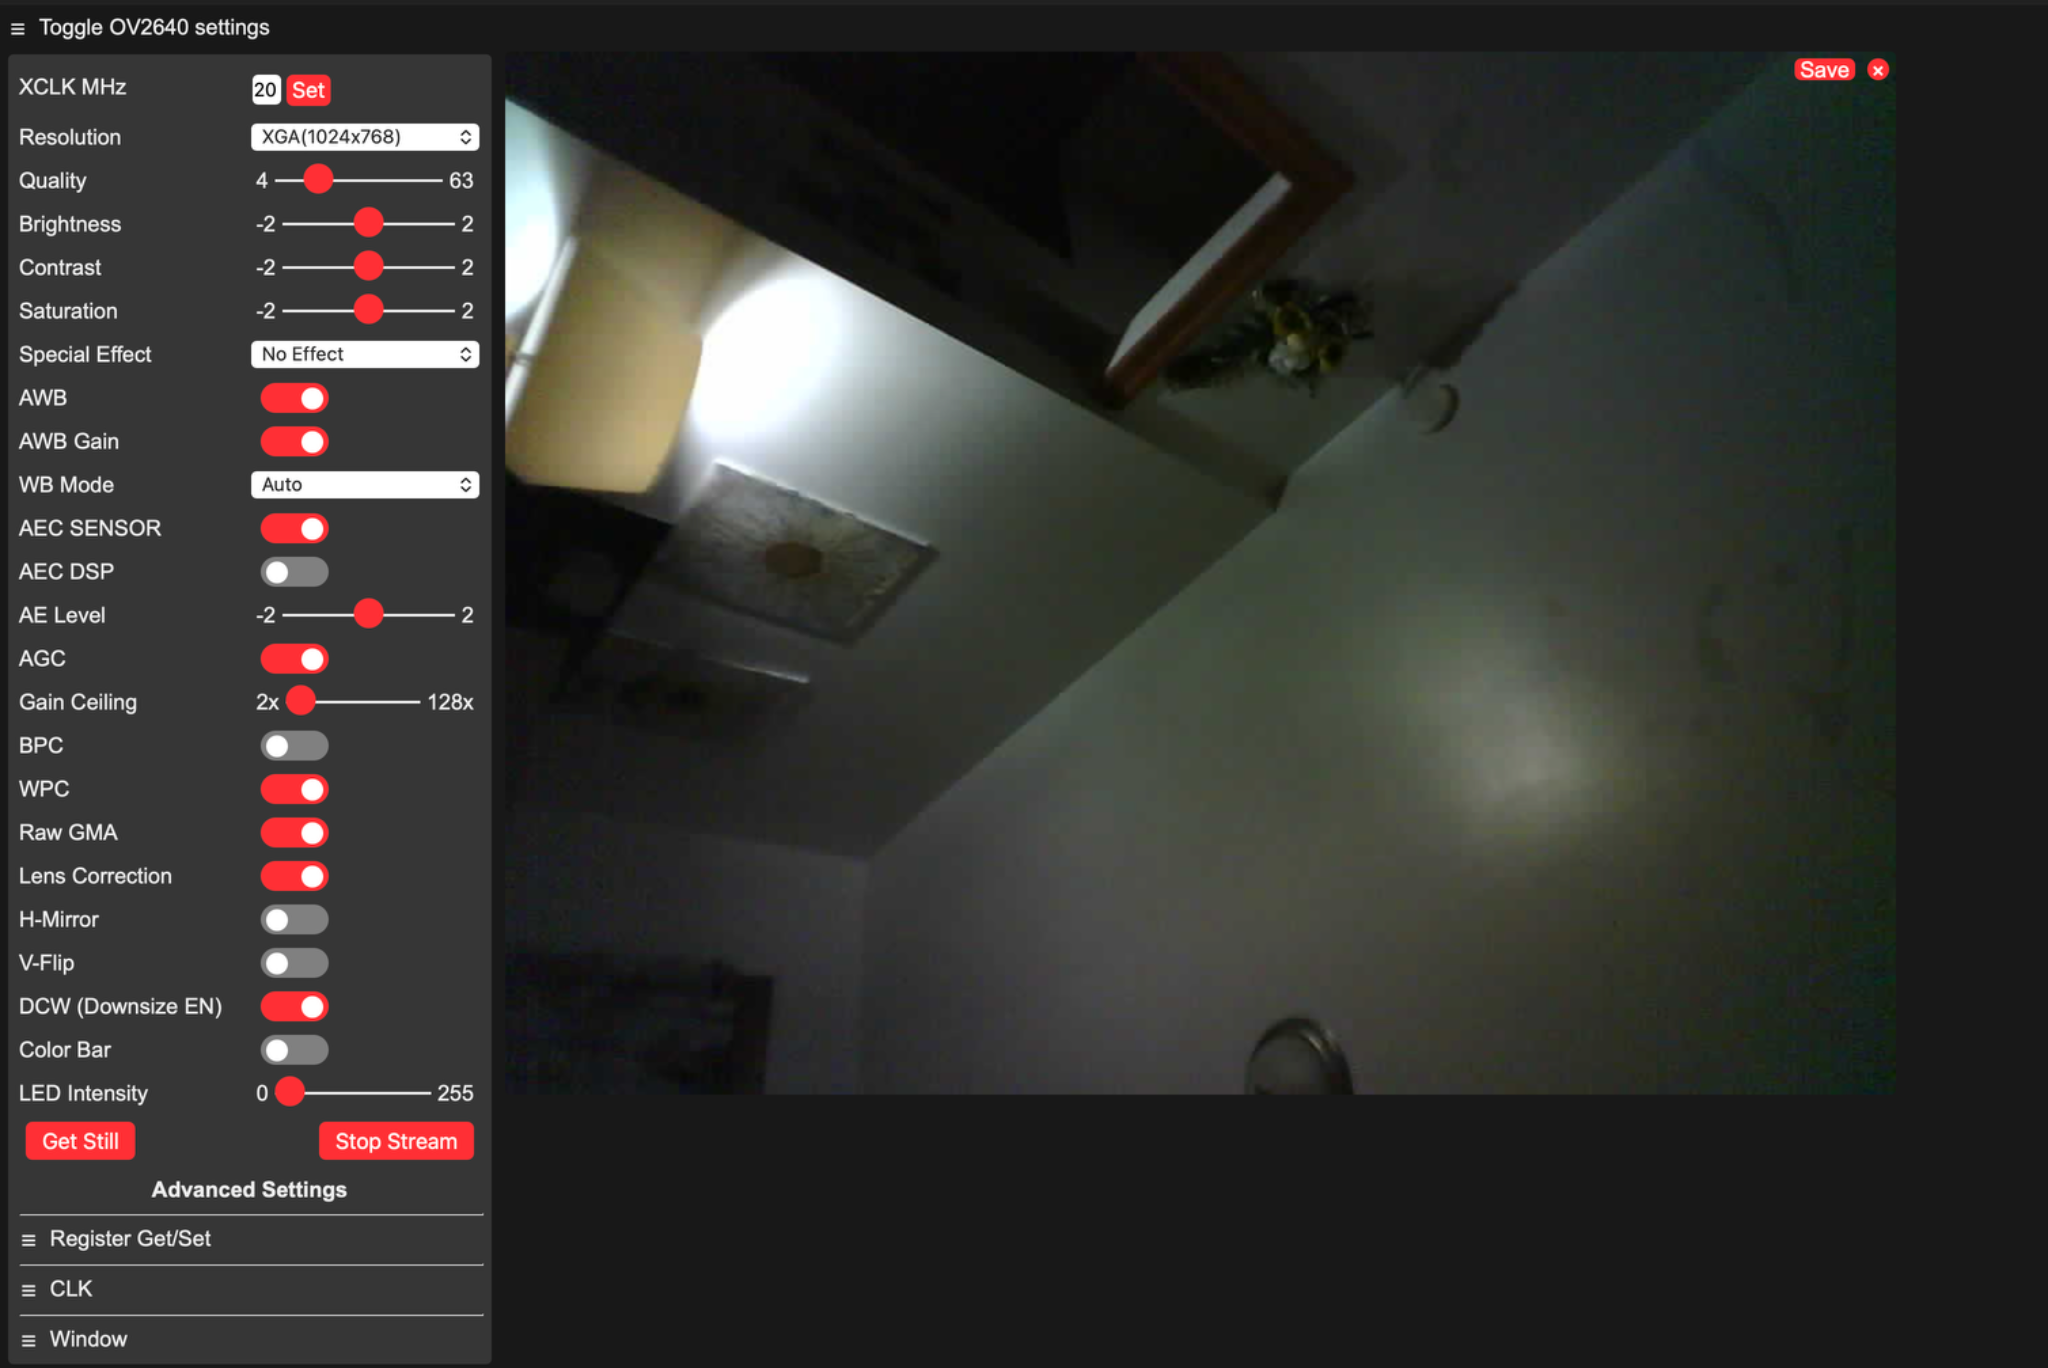 ≡ Toggle OV2640 settings
XCLK MHz 20 Set
Resolution XGA(1024x768)
Quality 4 63
Brightness -2 2
Contrast -2 2
Saturation -2 2
Special Effect No Effect
AWB
AWB Gain
WB Mode Auto
AEC SENSOR
AEC DSP
AE Level -2 2
AGC
Gain Ceiling 2x 128x
BPC
WPC
Raw GMA
Lens Correction
H-Mirror
V-Flip
DCW (Downsize EN)
Color Bar
LED Intensity 0 255
Get Still Stop Stream
Advanced Settings
≡ Register Get/Set
≡ CLK
≡ Window
Save ×